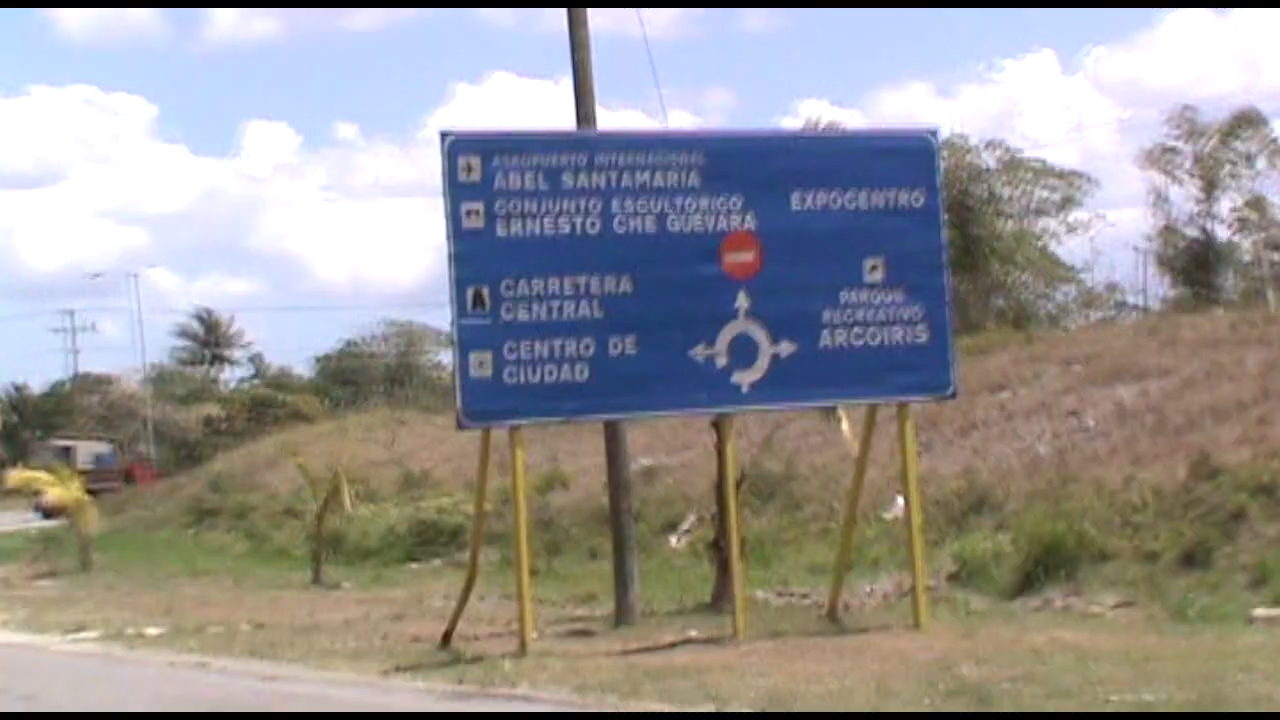 AEROPUERTO INTERNACIONAL
ABEL SANTAMARIA
CONJUNTO ESCULTORICO
ERNESTO CHE GUEVARA
CARRETERA
CENTRAL
CENTRO DE
CIUDAD
EXPOCENTRO
PARQUE
RECREATIVO
ARCOIRIS